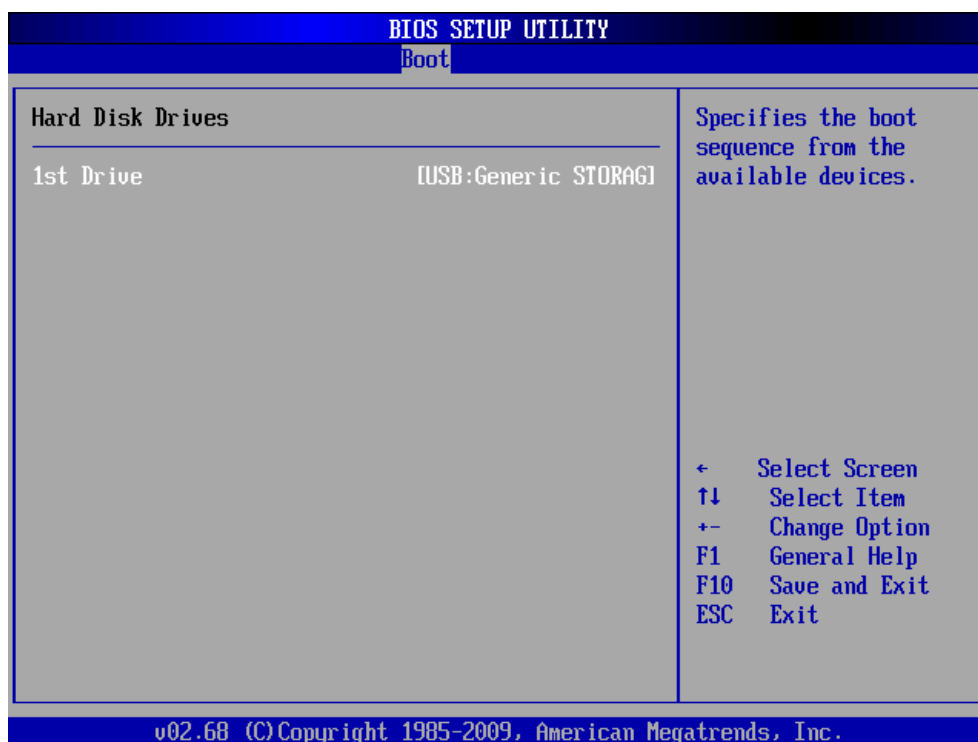 BIOS SETUP UTILITY
Boot
Hard Disk Drives
1st Drive [USB:Generic STORAG]
Specifies the boot
sequence from the
available devices.
← Select Screen
↑↓ Select Item
+- Change Option
F1 General Help
F10 Save and Exit
ESC Exit
v02.68 (C)Copyright 1985-2009, American Megatrends, Inc.